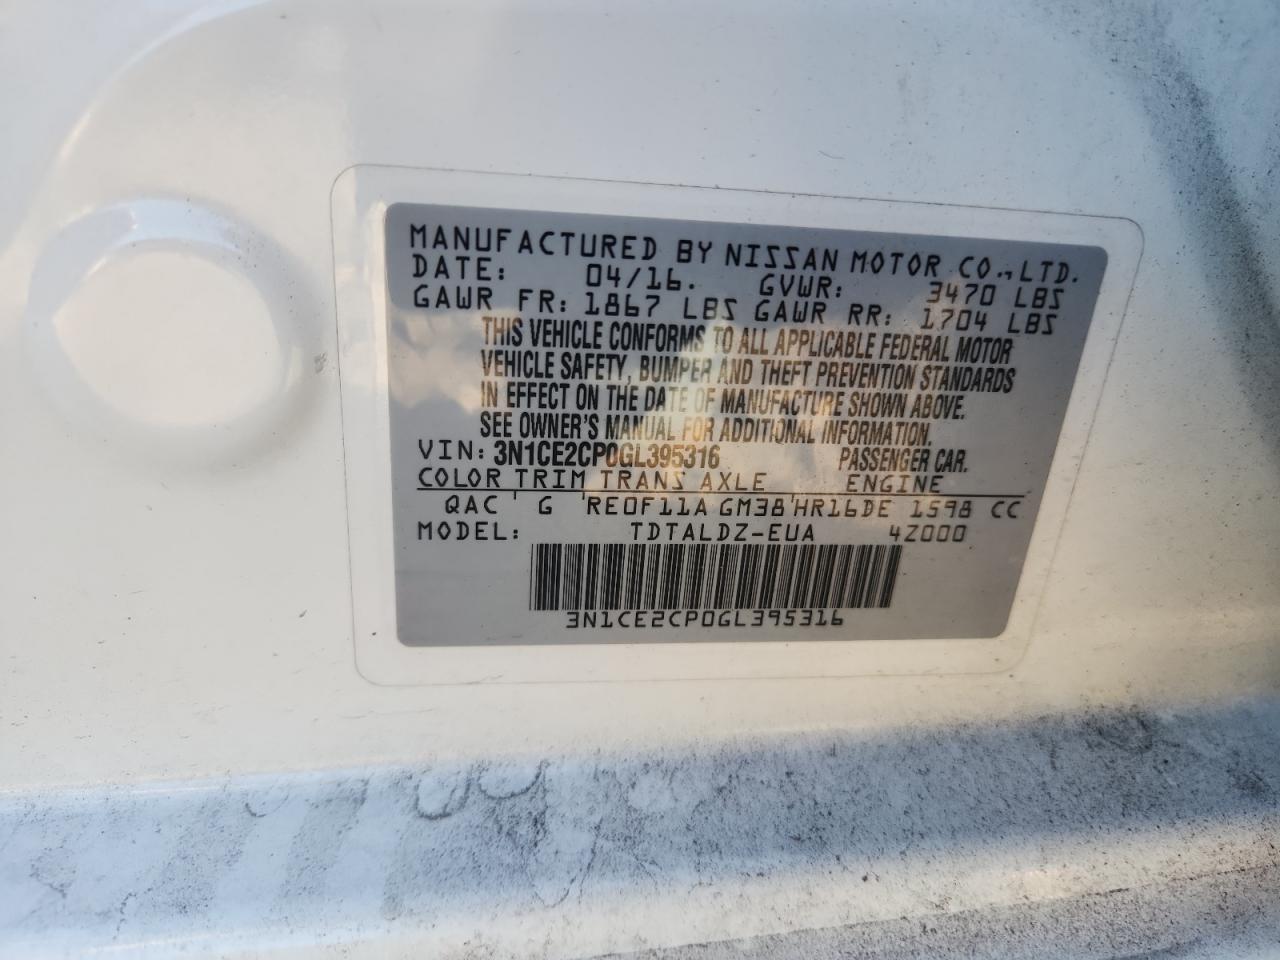 MANUFACTURED BY NISSAN MOTOR CO.,LTD.
DATE: 04/16. GVWR: 3470 LBS
GAWR FR: 1867 LBS GAWR RR: 1704 LBS
THIS VEHICLE CONFORMS TO ALL APPLICABLE FEDERAL MOTOR
VEHICLE SAFETY, BUMPER AND THEFT PREVENTION STANDARDS
IN EFFECT ON THE DATE OF MANUFACTURE SHOWN ABOVE.
SEE OWNER'S MANUAL FOR ADDITIONAL INFORMATION.
VIN: 3N1CE2CP0GL395316 PASSENGER CAR.
COLOR TRIM TRANS AXLE ENGINE
QAC G RE0F11A GM38 HR16DE 1598 CC
MODEL: TDTALDZ-EUA 4Z000
3N1CE2CP0GL395316